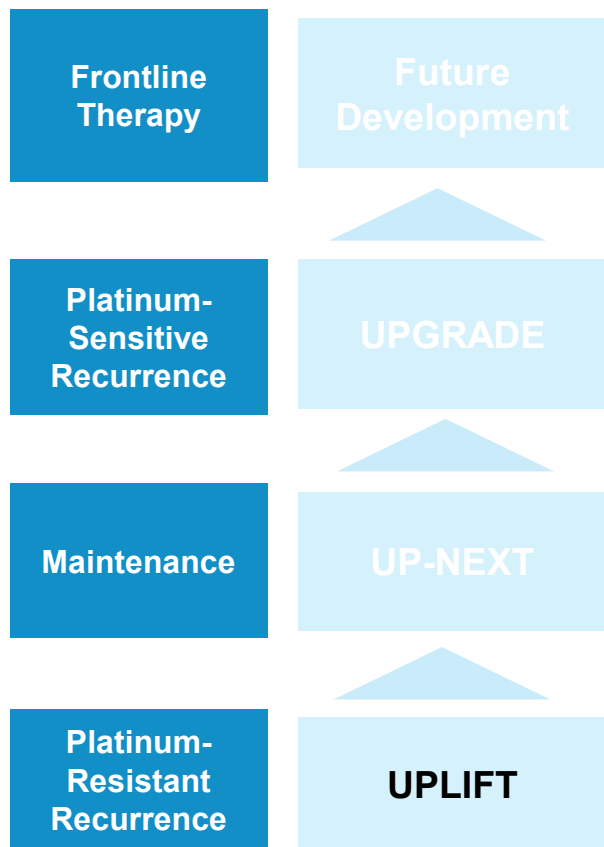 Frontline
Therapy
Future
Development
Platinum-
Sensitive
Recurrence
UPGRADE
Maintenance
UP-NEXT
Platinum-
Resistant
Recurrence
UPLIFT